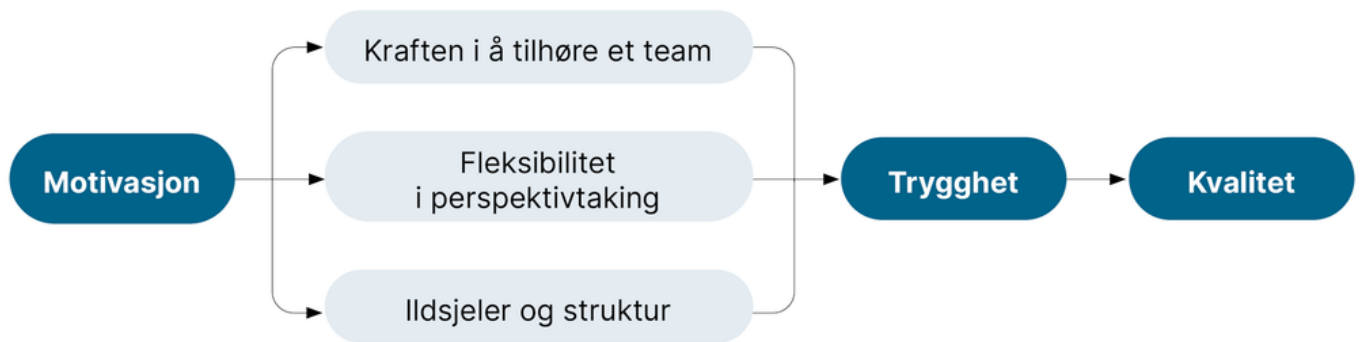 Motivasjon
Kraften i å tilhøre et team
Fleksibilitet
i perspektivtaking
Ildsjeler og struktur
Trygghet
Kvalitet